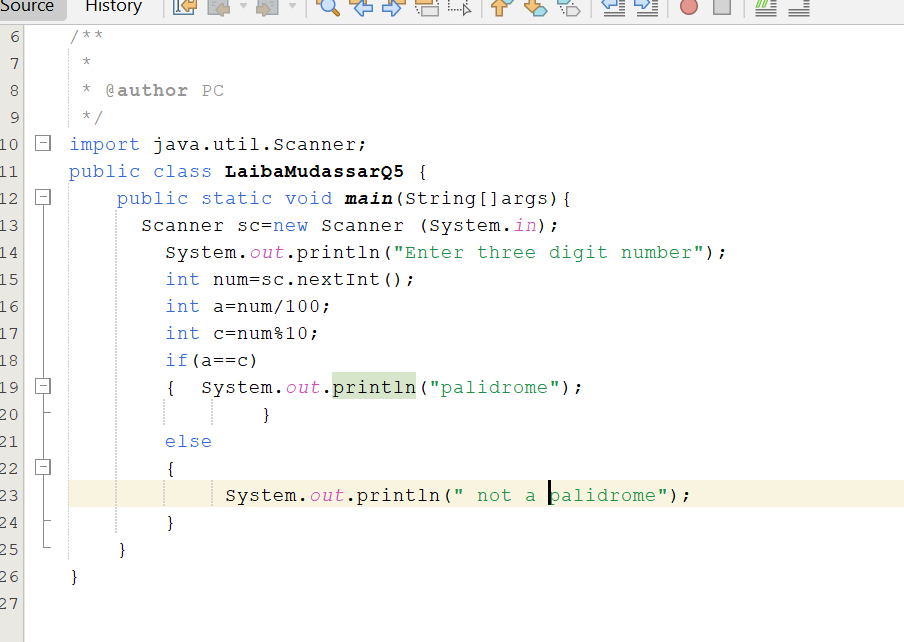 Source History
6 /**
7 *
8 * @author PC
9 */
10 import java.util.Scanner;
11 public class LaibaMudassarQ5 {
12 public static void main(String[]args){
13 Scanner sc=new Scanner (System.in);
14 System.out.println("Enter three digit number");
15 int num=sc.nextInt();
16 int a=num/100;
17 int c=num%10;
18 if(a==c)
19 { System.out.println("palidrome");
20 }
21 else
22 {
23 System.out.println(" not a palidrome");
24 }
25 }
26 }
27